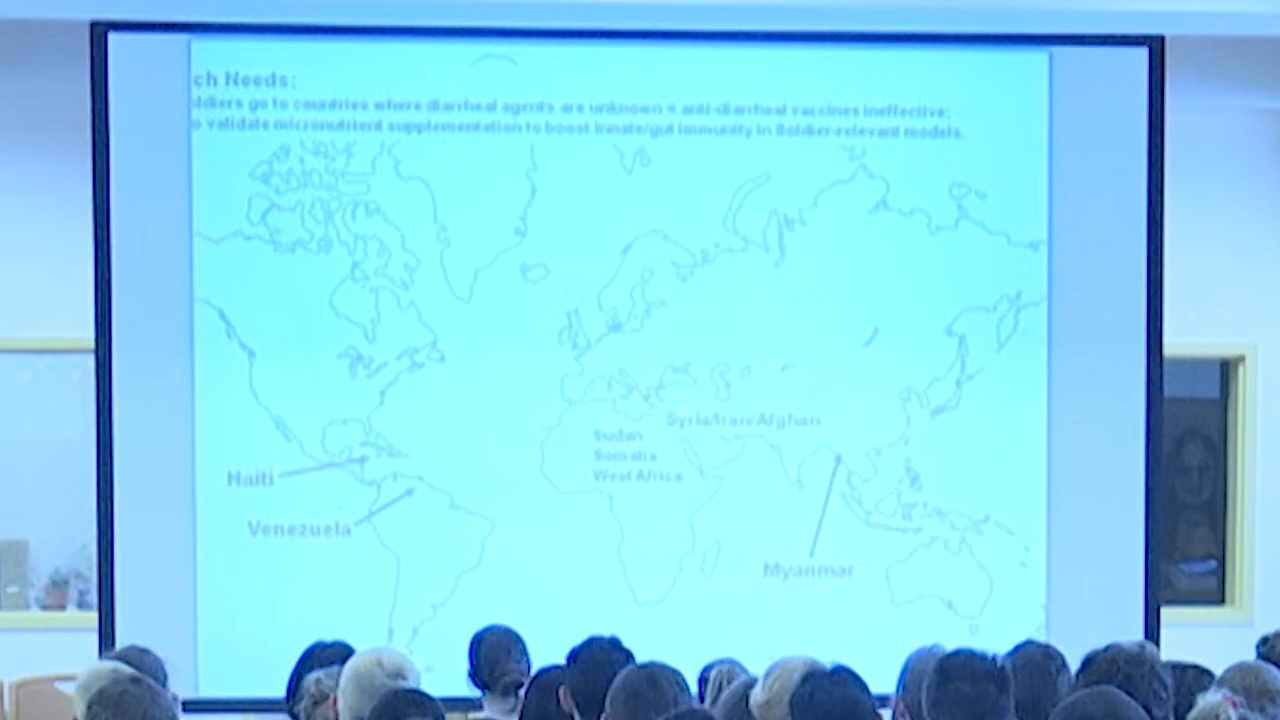 ch Needs:
ldiers go to countries where diarrheal agents are unknown = anti-diarrheal vaccines ineffective;
o validate micronutrient supplementation to boost innate/gut immunity in Soldier-relevant models.
Syria/Iran/Afghan
Sudan
Somalia
West Africa
Haiti
Venezuela
Myanmar